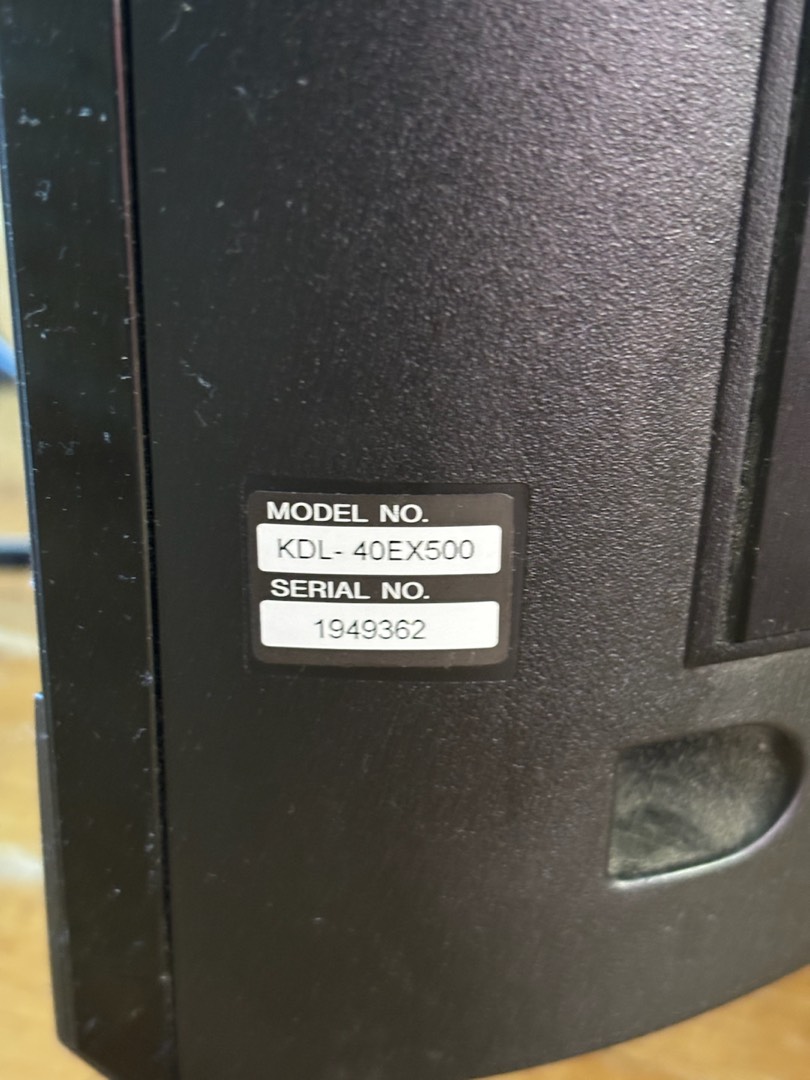 MODEL NO.
KDL- 40EX500
SERIAL NO.
1949362